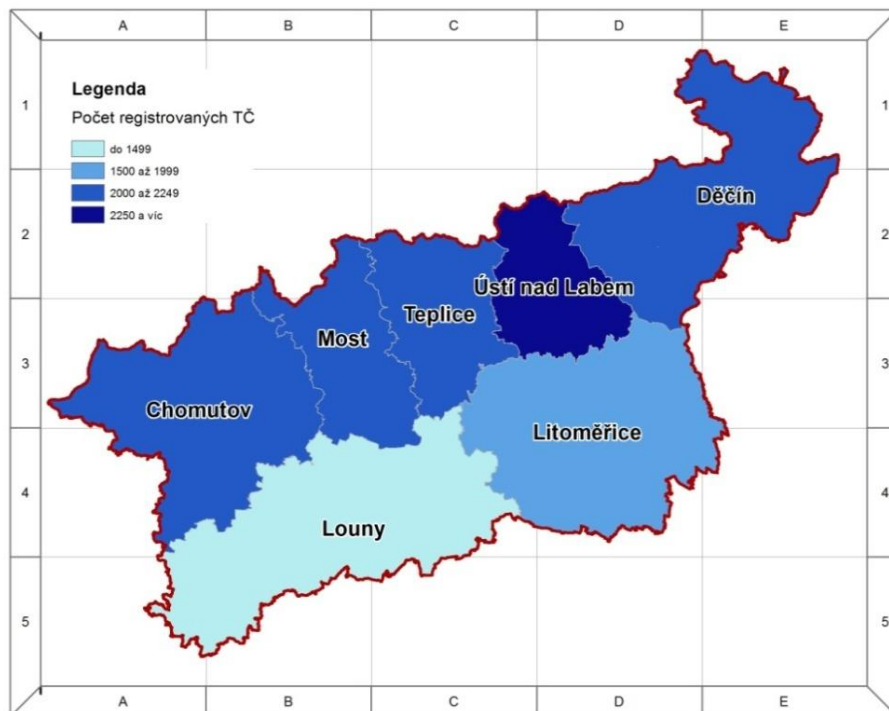 A B C D E
1 1
Legenda
Počet registrovaných TČ
do 1499
1500 až 1999
2000 až 2249
2250 a víc
Děčín
2 2
Ústí nad Labem
Teplice
Most
3 3
Chomutov
Litoměřice
4 4
Louny
5 5
A B C D E